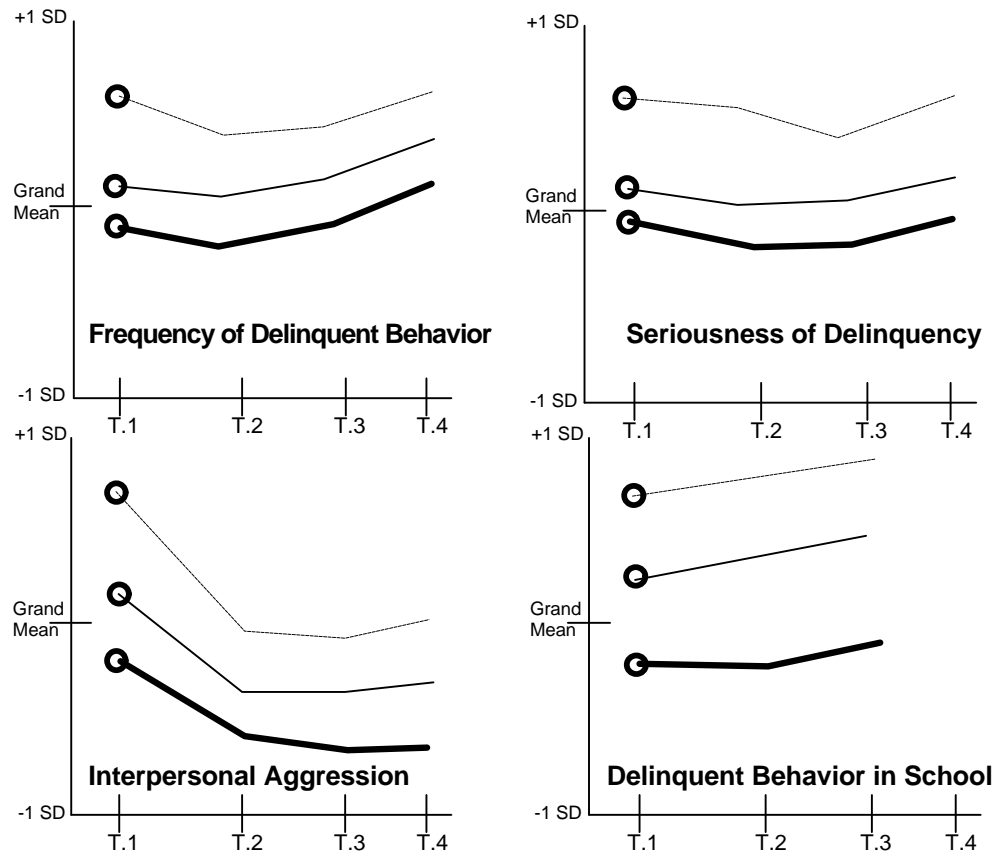 +1 SD
Grand
Mean
Frequency of Delinquent Behavior
-1 SD
T.1 T.2 T.3 T.4
+1 SD
Grand
Mean
Seriousness of Delinquency
-1 SD
T.1 T.2 T.3 T.4
+1 SD
Grand
Mean
Interpersonal Aggression
-1 SD
T.1 T.2 T.3 T.4
+1 SD
Grand
Mean
Delinquent Behavior in School
-1 SD
T.1 T.2 T.3 T.4